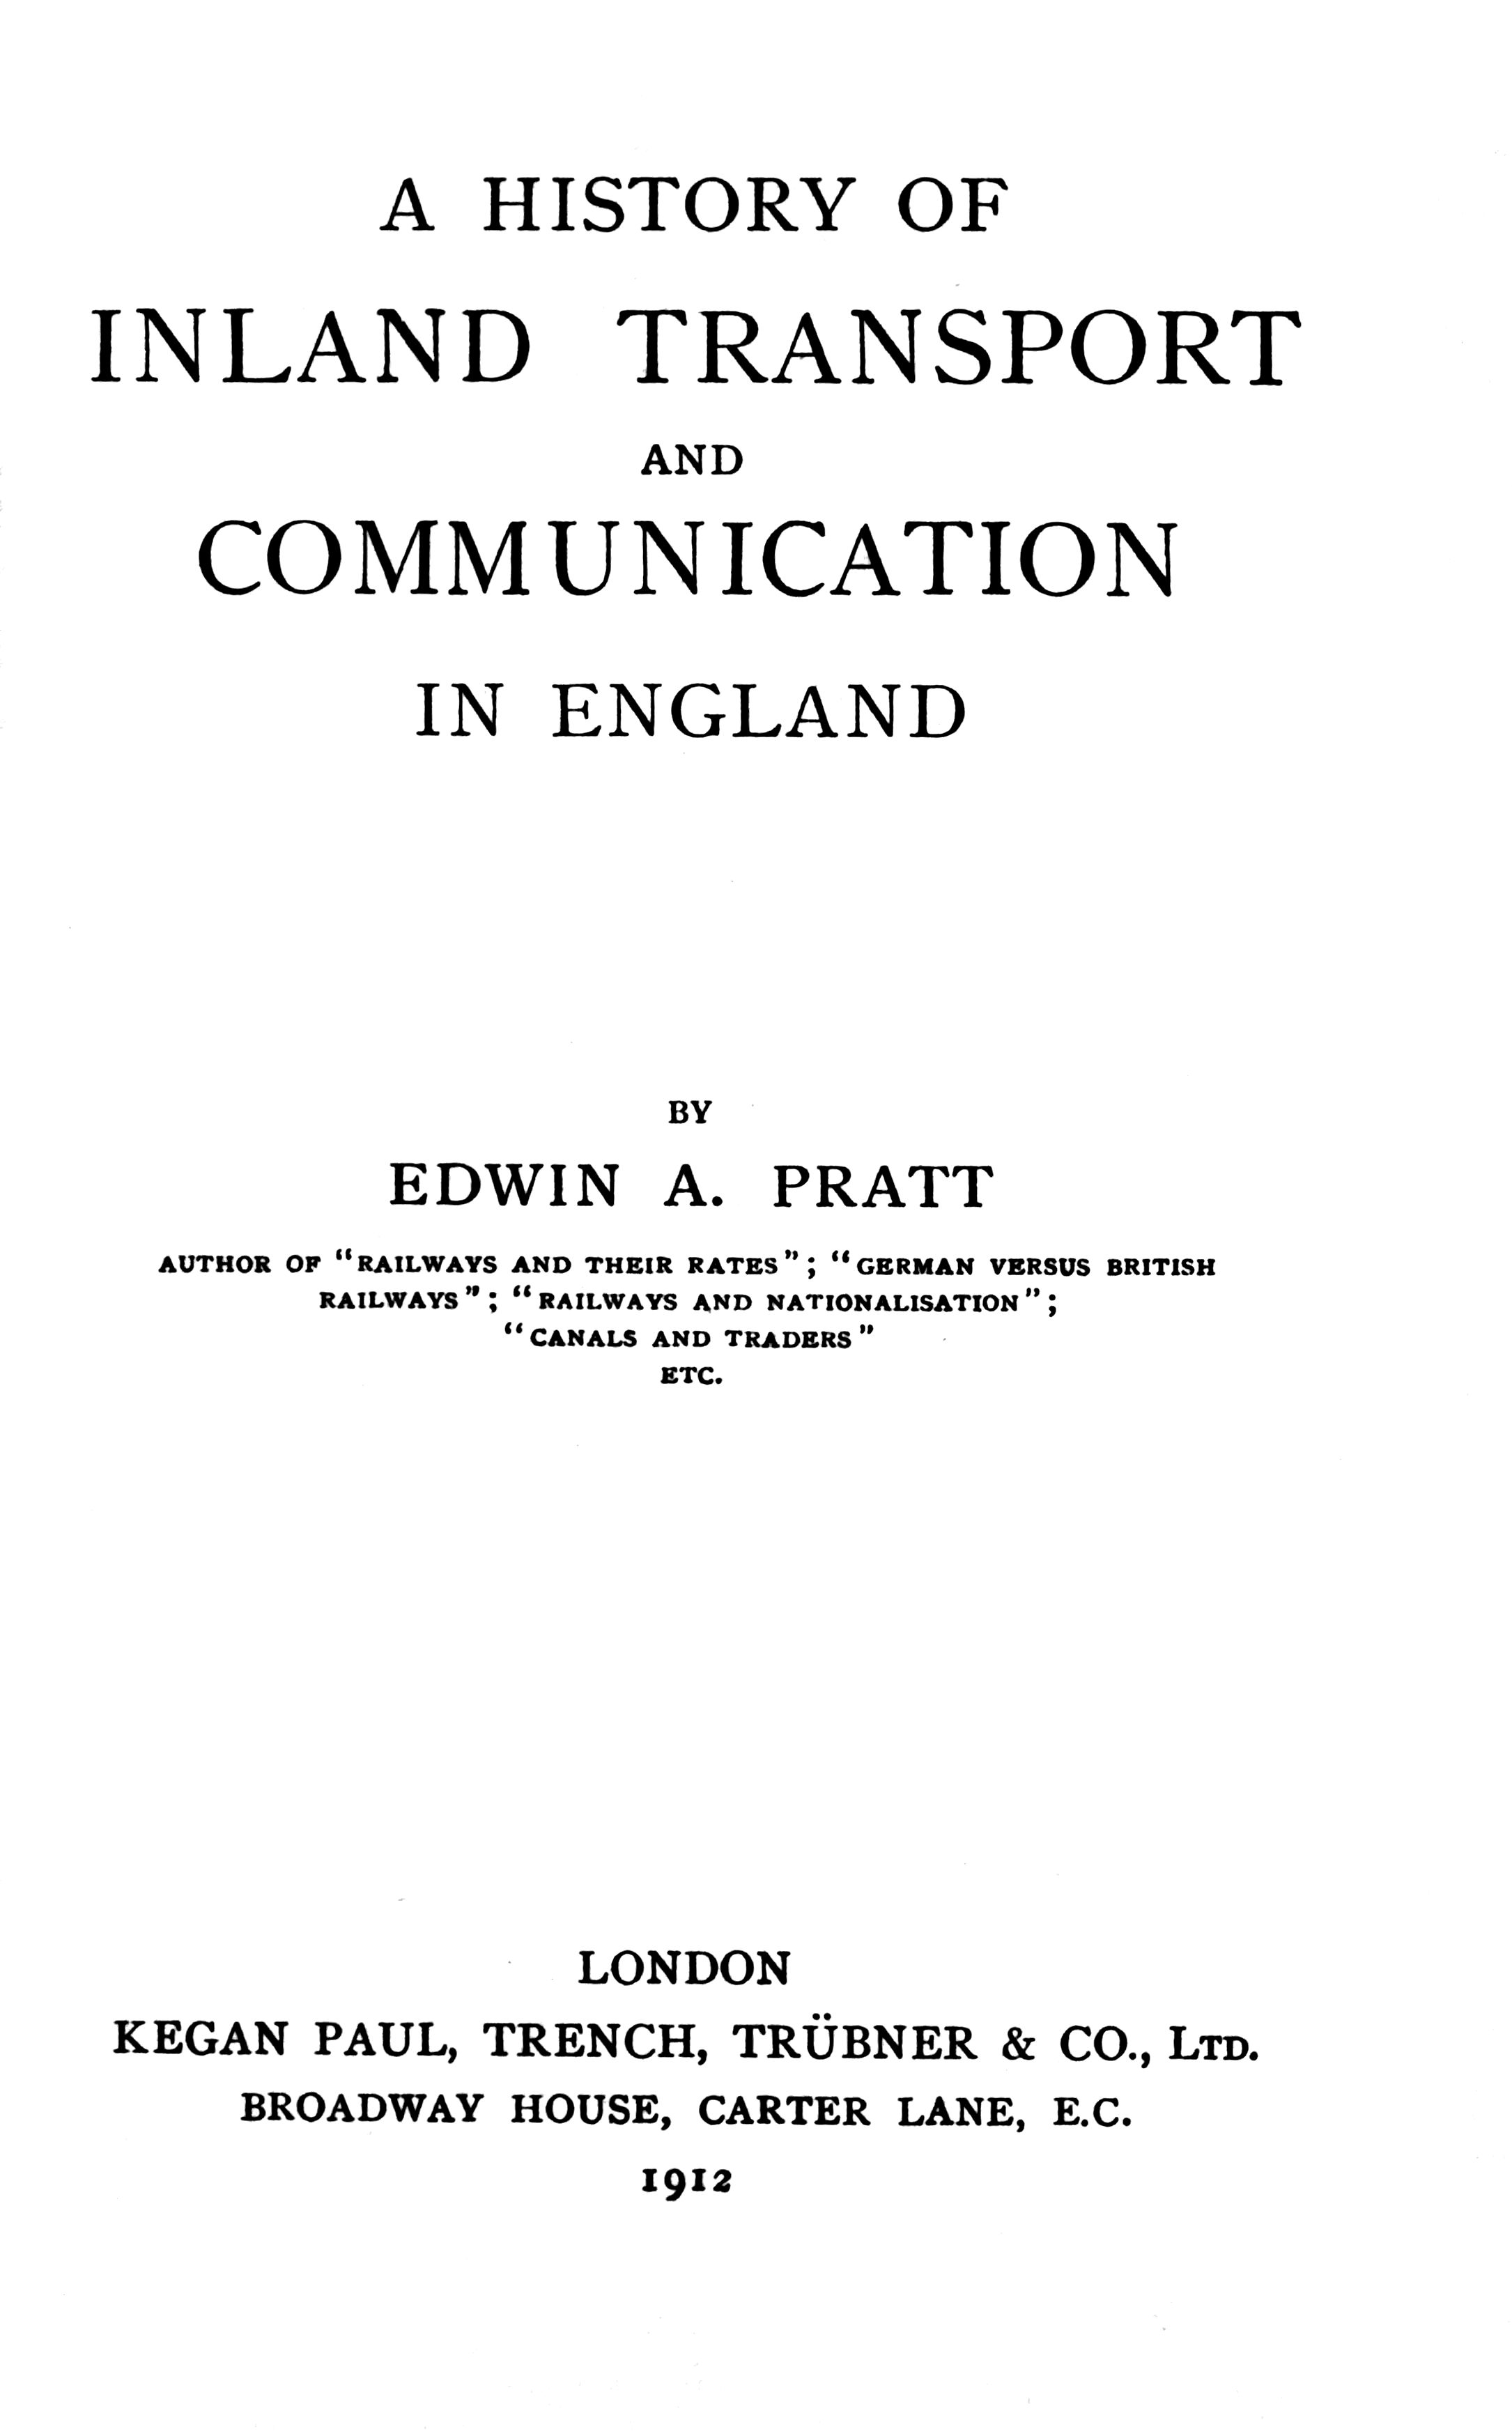 A HISTORY OF
INLAND TRANSPORT
AND
COMMUNICATION
IN ENGLAND
BY
EDWIN A. PRATT
AUTHOR OF “RAILWAYS AND THEIR RATES”; “GERMAN VERSUS BRITISH
RAILWAYS”; “RAILWAYS AND NATIONALISATION”;
“CANALS AND TRADERS”
ETC.
LONDON
KEGAN PAUL, TRENCH, TRÜBNER & CO., LTD.
BROADWAY HOUSE, CARTER LANE, E.C.
1912